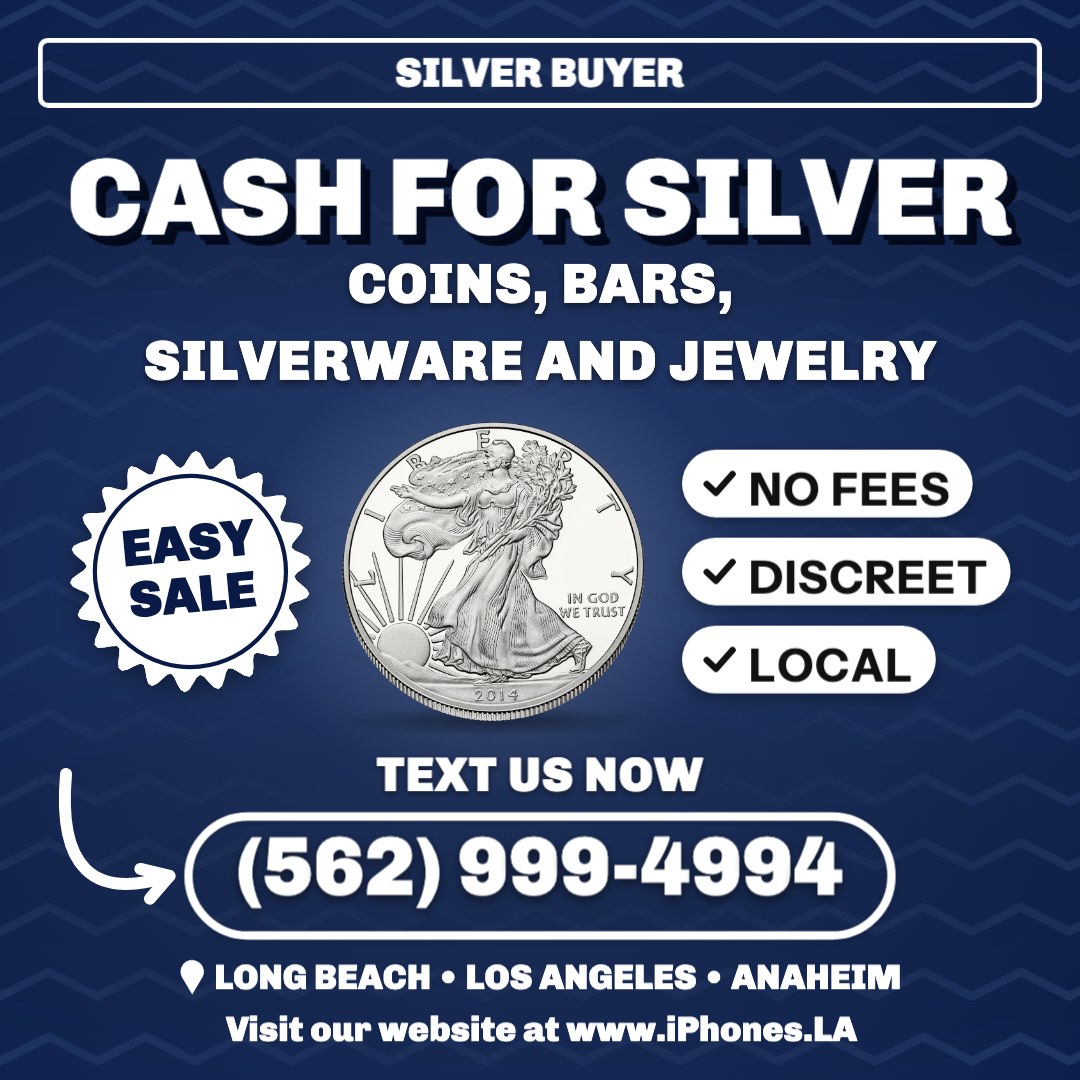 SILVER BUYER
CASH FOR SILVER
COINS, BARS,
SILVERWARE AND JEWELRY
EASY
SALE
LIBERTY
IN GOD
WE TRUST
2014
✓ NO FEES
✓ DISCREET
✓ LOCAL
TEXT US NOW
(562) 999-4994
LONG BEACH • LOS ANGELES • ANAHEIM
Visit our website at www.iPhones.LA